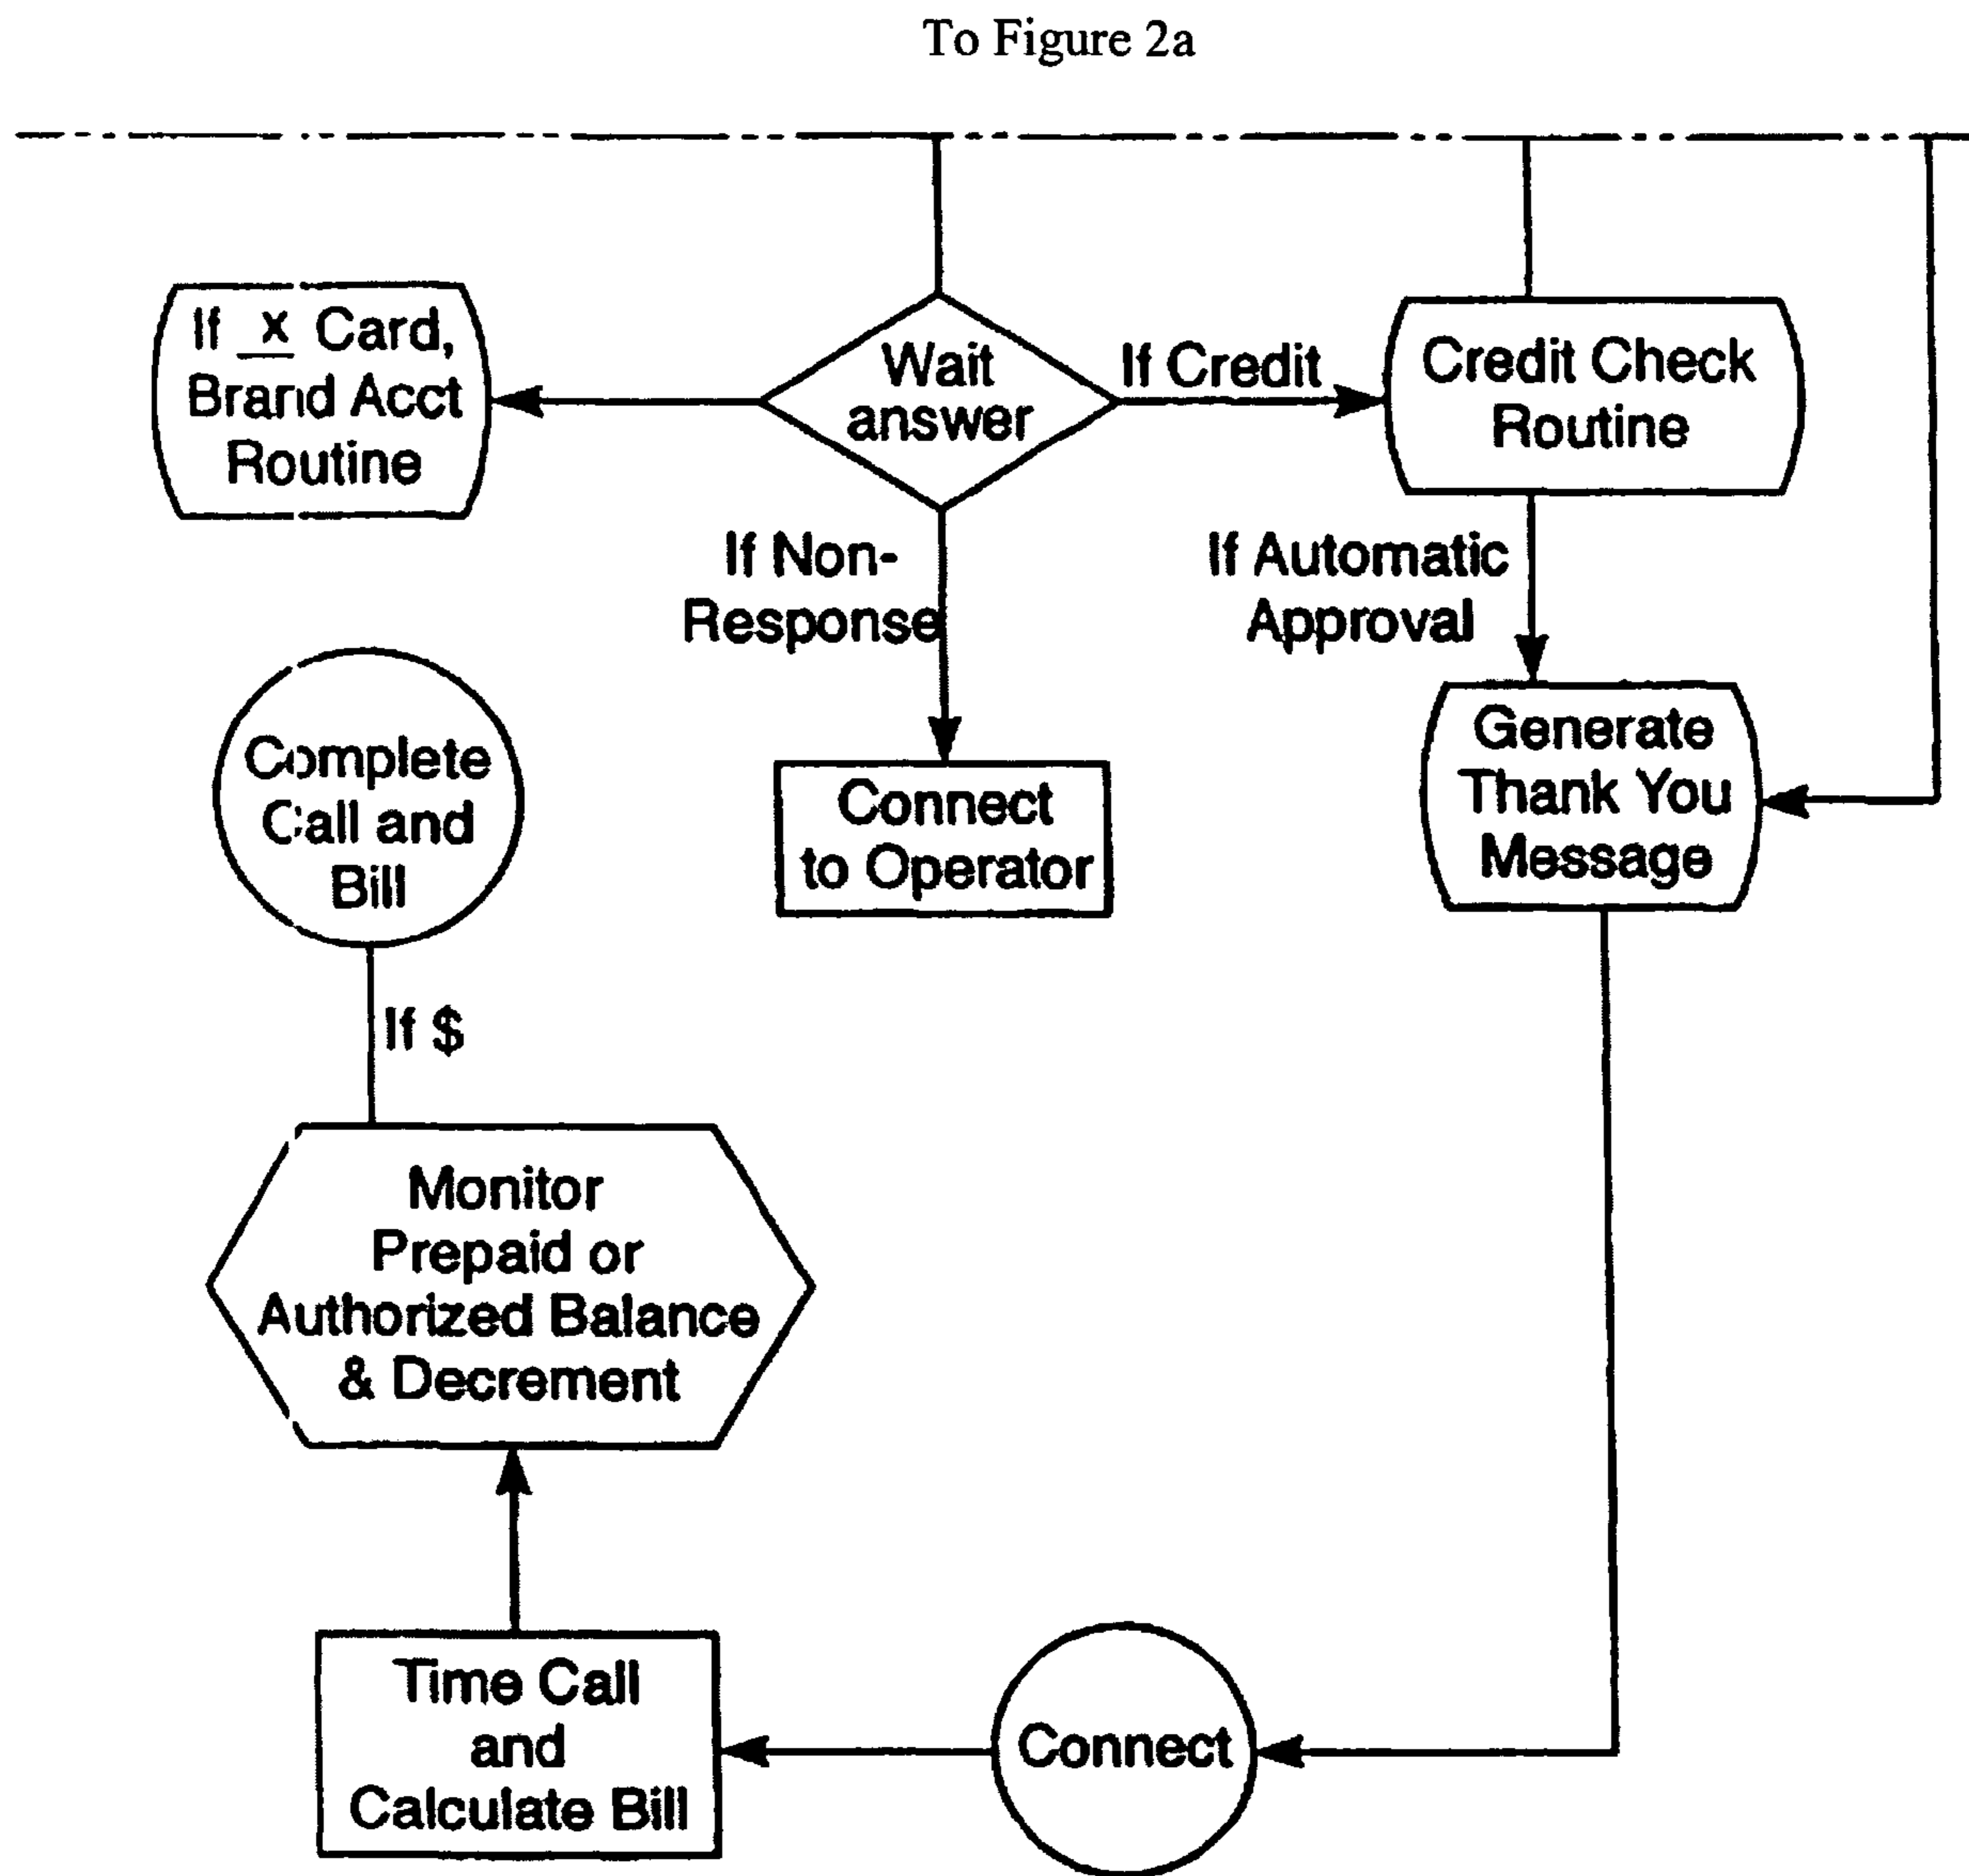 To Figure 2a
If x Card,
Brand Acct
Routine
Wait
answer
If Credit
Credit Check
Routine
If Non-
Response
If Automatic
Approval
Complete
Call and
Bill
Connect
to Operator
Generate
Thank You
Message
If $
Monitor
Prepaid or
Authorized Balance
& Decrement
Time Call
and
Calculate Bill
Connect